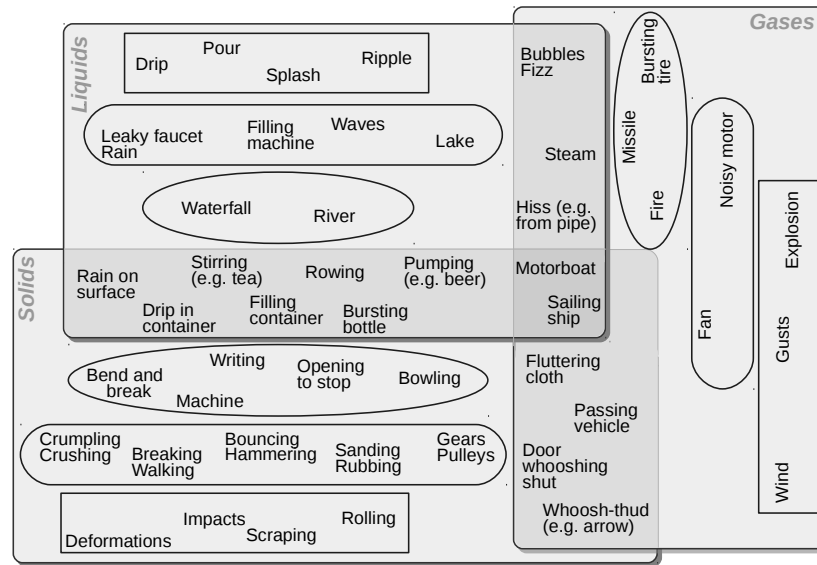 Gases
Liquids
Drip
Pour
Splash
Ripple
Bubbles
Fizz
Bursting
tire
Leaky faucet
Rain
Filling
machine
Waves
Lake
Steam
Missile
Noisy motor
Waterfall
River
Hiss (e.g.
from pipe)
Fire
Explosion
Solids
Rain on
surface
Stirring
(e.g. tea)
Rowing
Pumping
(e.g. beer)
Motorboat
Drip in
container
Filling
container
Bursting
bottle
Sailing
ship
Fan
Gusts
Bend and
break
Writing
Machine
Opening
to stop
Bowling
Fluttering
cloth
Passing
vehicle
Crumpling
Crushing
Breaking
Walking
Bouncing
Hammering
Sanding
Rubbing
Gears
Pulleys
Door
whooshing
shut
Wind
Deformations
Impacts
Scraping
Rolling
Whoosh-thud
(e.g. arrow)